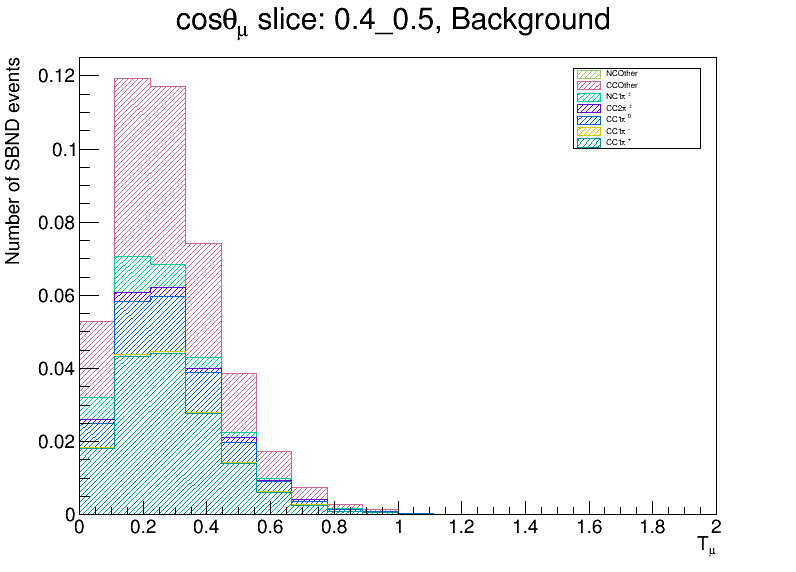 cosθμ slice: 0.4_0.5, Background
Number of SBND events
0.12
0.1
0.08
0.06
0.04
0.02
0
NCOther
CCOther
NC1π ±
CC2π ±
CC1π 0
CC1π -
CC1π +
0 0.2 0.4 0.6 0.8 1 1.2 1.4 1.6 1.8 2
Tμ